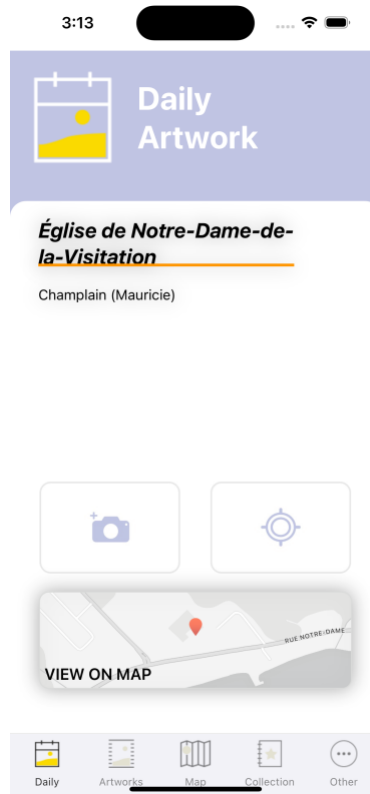 3:13
Daily
Artwork
Église de Notre-Dame-de-
la-Visitation
Champlain (Mauricie)
RUE NOTRE-DAME
VIEW ON MAP
Daily Artworks Map Collection Other